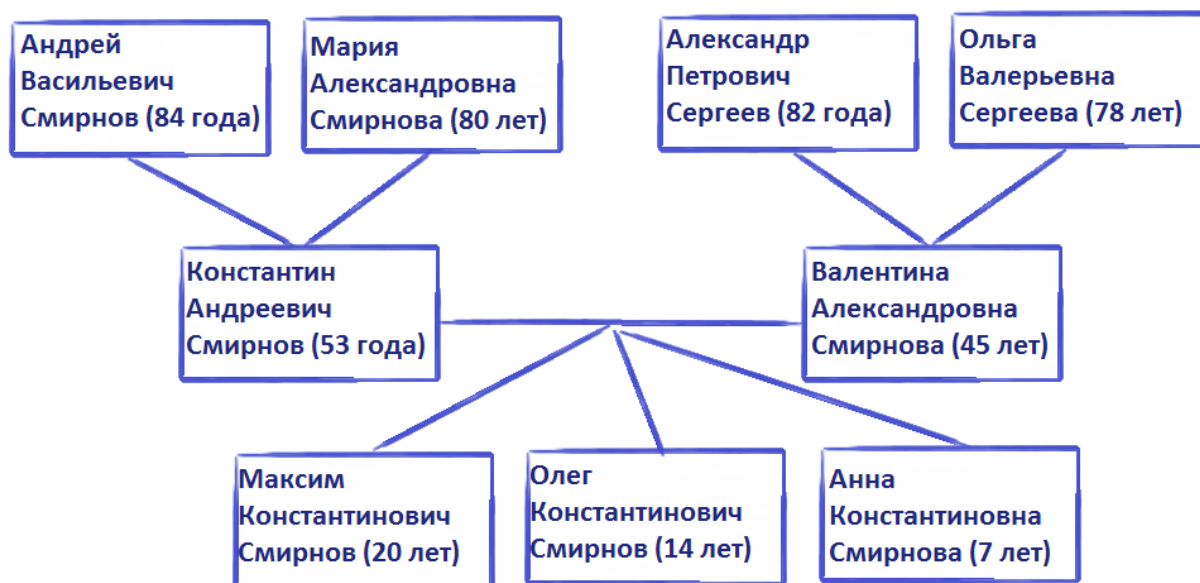 Андрей
Васильевич
Смирнов (84 года)
Мария
Александровна
Смирнова (80 лет)
Александр
Петрович
Сергеев (82 года)
Ольга
Валерьевна
Сергеева (78 лет)
Константин
Андреевич
Смирнов (53 года)
Валентина
Александровна
Смирнова (45 лет)
Максим
Константинович
Смирнов (20 лет)
Олег
Константинович
Смирнов (14 лет)
Анна
Константиновна
Смирнова (7 лет)